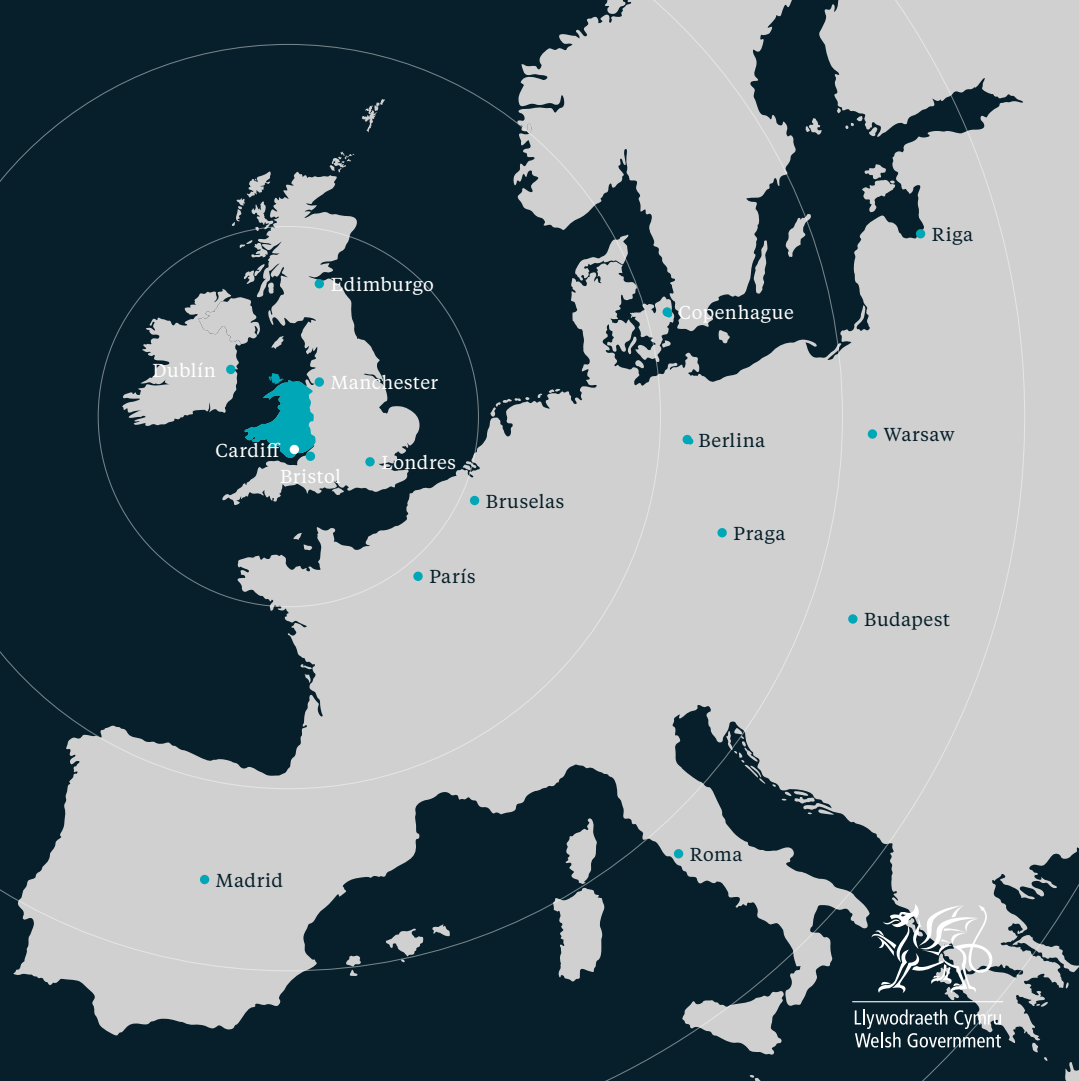 Riga
Edimburgo
Copenhague
Dublín
Manchester
Warsaw
Berlina
Cardiff
Londres
Bristol
Bruselas
Praga
París
Budapest
Roma
Madrid
Llywodraeth Cymru
Welsh Government